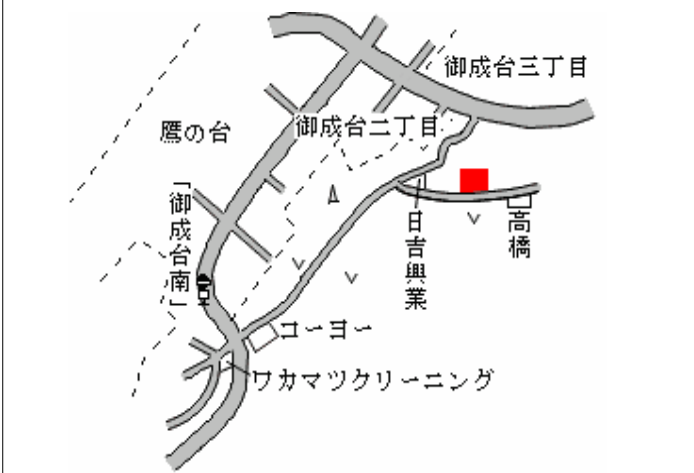 御成台三丁目
御成台二丁目
鷹の台
「御成台南」
日吉興業
高橋
コーヨー
ワカマツクリーニング